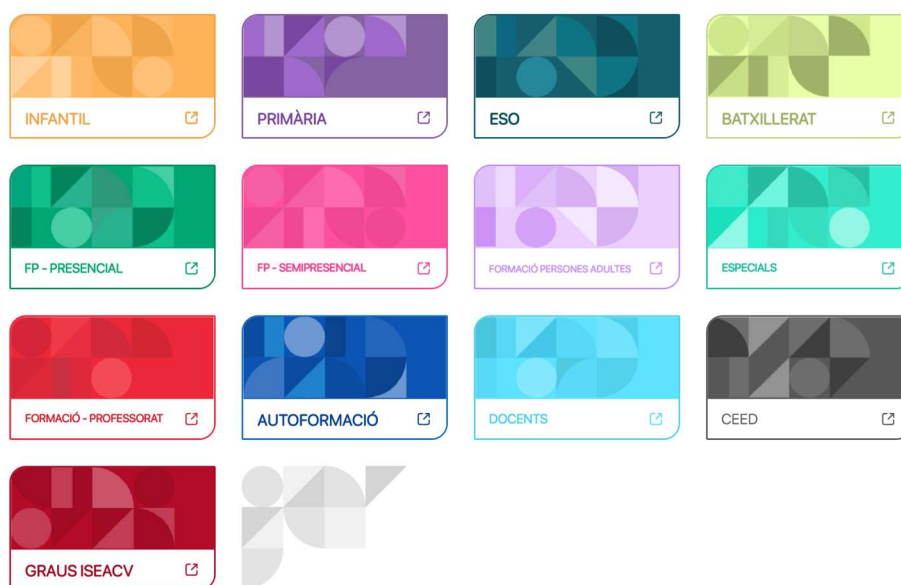 INFANTIL
PRIMÀRIA
ESO
BATXILLERAT
FP - PRESENCIAL
FP - SEMIPRESENCIAL
FORMACIÓ PERSONES ADULTES
ESPECIALS
FORMACIÓ - PROFESSORAT
AUTOFORMACIÓ
DOCENTS
CEED
GRAUS ISEACV